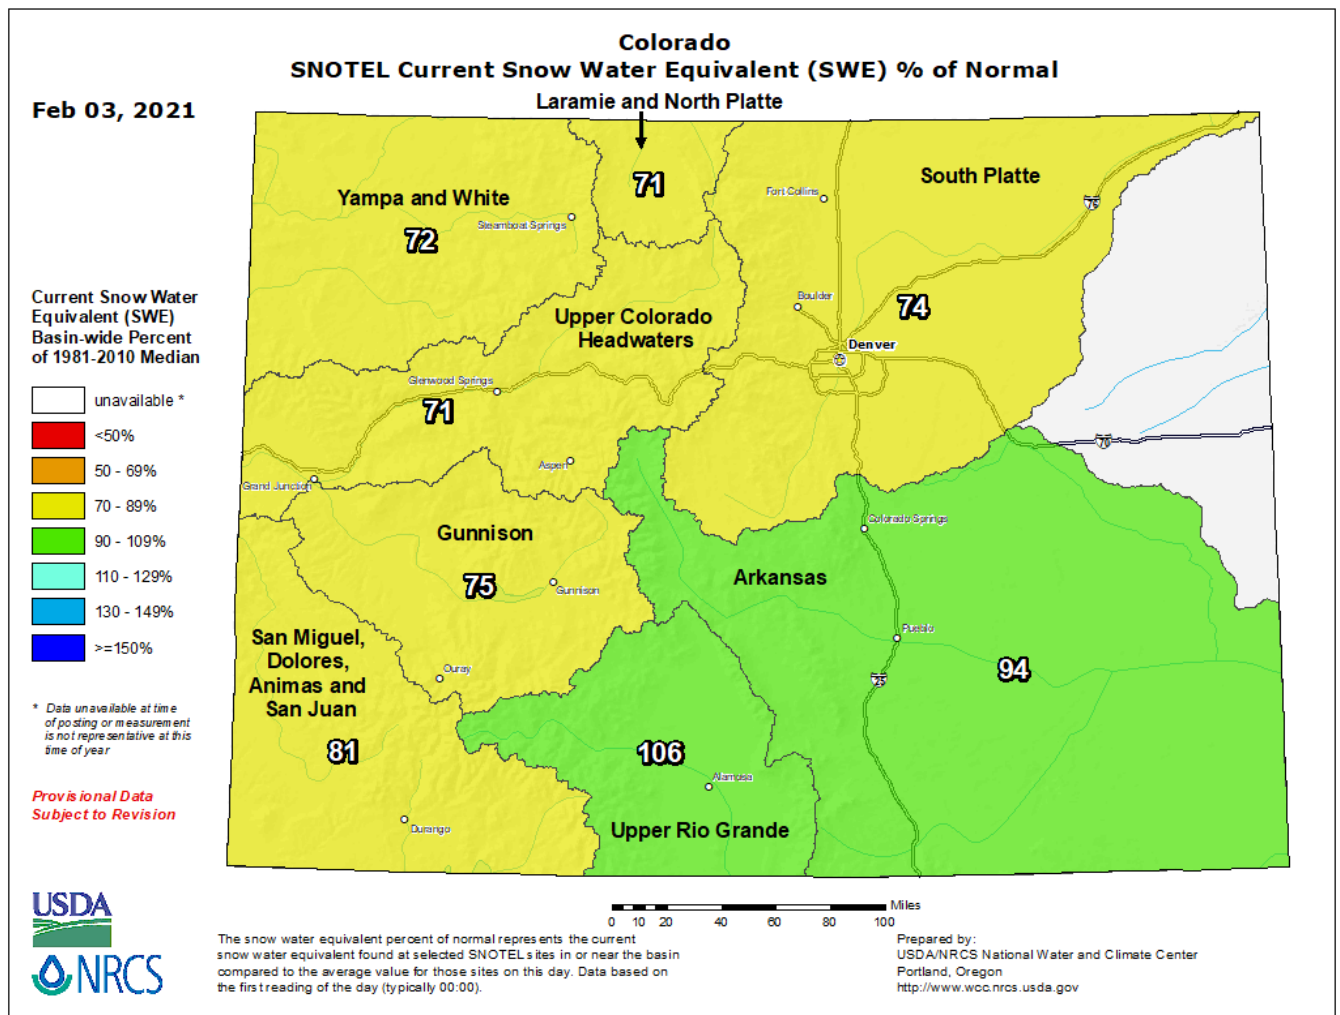 Colorado
SNOTEL Current Snow Water Equivalent (SWE) % of Normal
Feb 03, 2021
Laramie and North Platte
71
Yampa and White
72
Steamboat Springs
Fort Collins
South Platte
76
Boulder
74
Denver
Upper Colorado
Headwaters
Glenwood Springs
71
Aspen
Grand Junction
70
Current Snow Water
Equivalent (SWE)
Basin-wide Percent
of 1981-2010 Median
unavailable *
<50%
50 - 69%
70 - 89%
90 - 109%
110 - 129%
130 - 149%
>=150%
* Data unavailable at time
of posting or measurement
is not representative at this
time of year
Provisional Data
Subject to Revision
Gunnison
75
Gunnison
Colorado Springs
Arkansas
Pueblo
94
25
San Miguel,
Dolores,
Animas and
San Juan
81
Ouray
Durango
106
Alamosa
Upper Rio Grande
USDA
NRCS
0 10 20 40 60 80 100
Miles
The snow water equivalent percent of normal represents the current
snow water equivalent found at selected SNOTEL sites in or near the basin
compared to the average value for those sites on this day. Data based on
the first reading of the day (typically 00:00).
Prepared by:
USDA/NRCS National Water and Climate Center
Portland, Oregon
http://www.wcc.nrcs.usda.gov